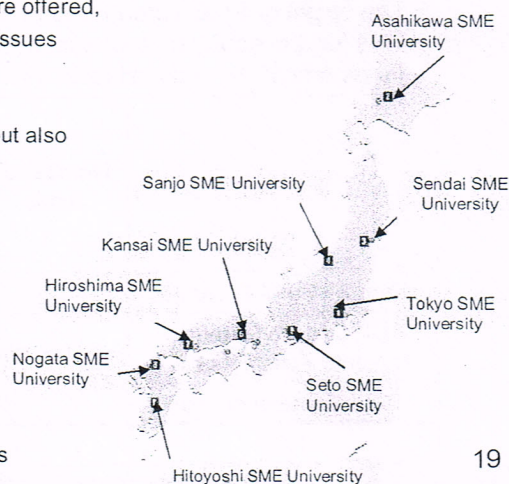 re offered,
ssues
ut also
Asahikawa SME
University
Sanjo SME University
Sendai SME
University
Kansai SME University
Hiroshima SME
University
Tokyo SME
University
Nogata SME
University
Seto SME
University
s
19
Hitoyoshi SME University